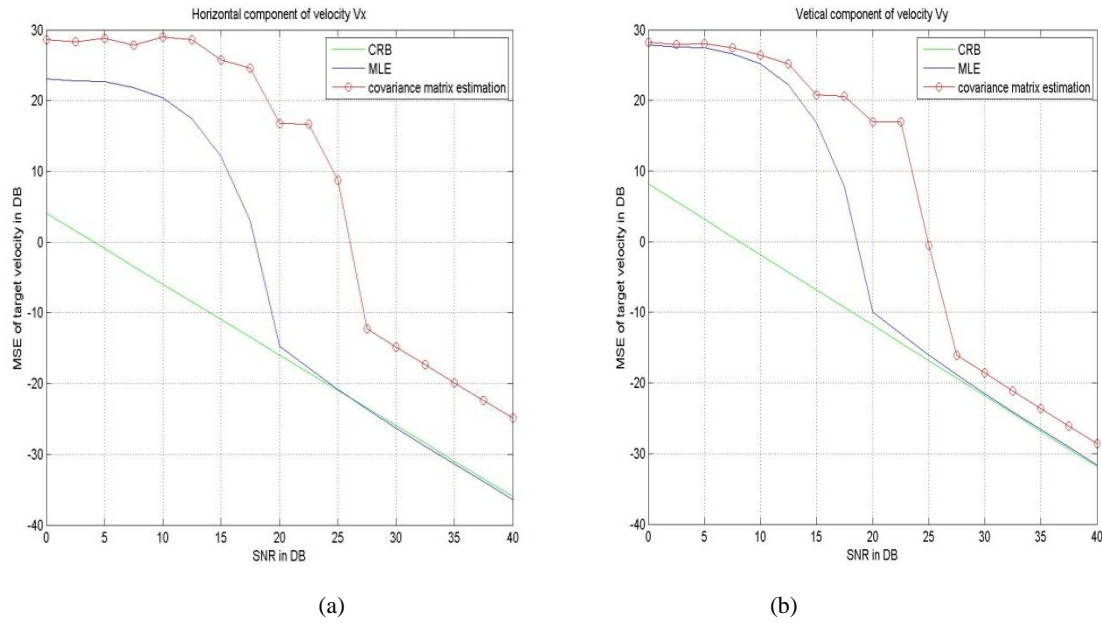 Horizontal component of velocity Vx
30
20
10
0
-10
-20
-30
-40
MSE of target velocity in DB
CRB
MLE
covariance matrix estimation
0 5 10 15 20 25 30 35 40
SNR in DB
(a)
Vetical component of velocity Vy
30
20
10
0
-10
-20
-30
-40
MSE of target velocity in DB
CRB
MLE
covariance matrix estimation
0 5 10 15 20 25 30 35 40
SNR in DB
(b)